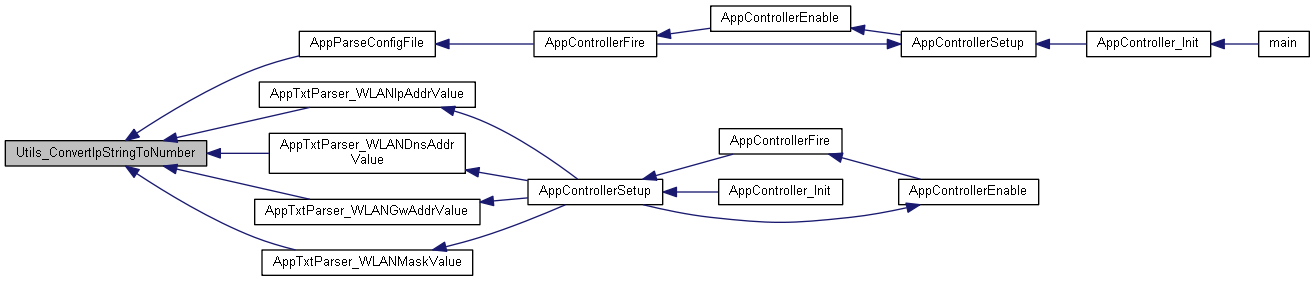 AppControllerEnable
AppParseConfigFile
AppControllerFire
AppControllerSetup
AppController_Init
main
AppTxtParser_WLANIpAddrValue
AppTxtParser_WLANDnsAddr
Value
AppControllerFire
Utils_ConvertIpStringToNumber
AppControllerSetup
AppController_Init
AppControllerEnable
AppTxtParser_WLANGwAddrValue
AppTxtParser_WLANMaskValue